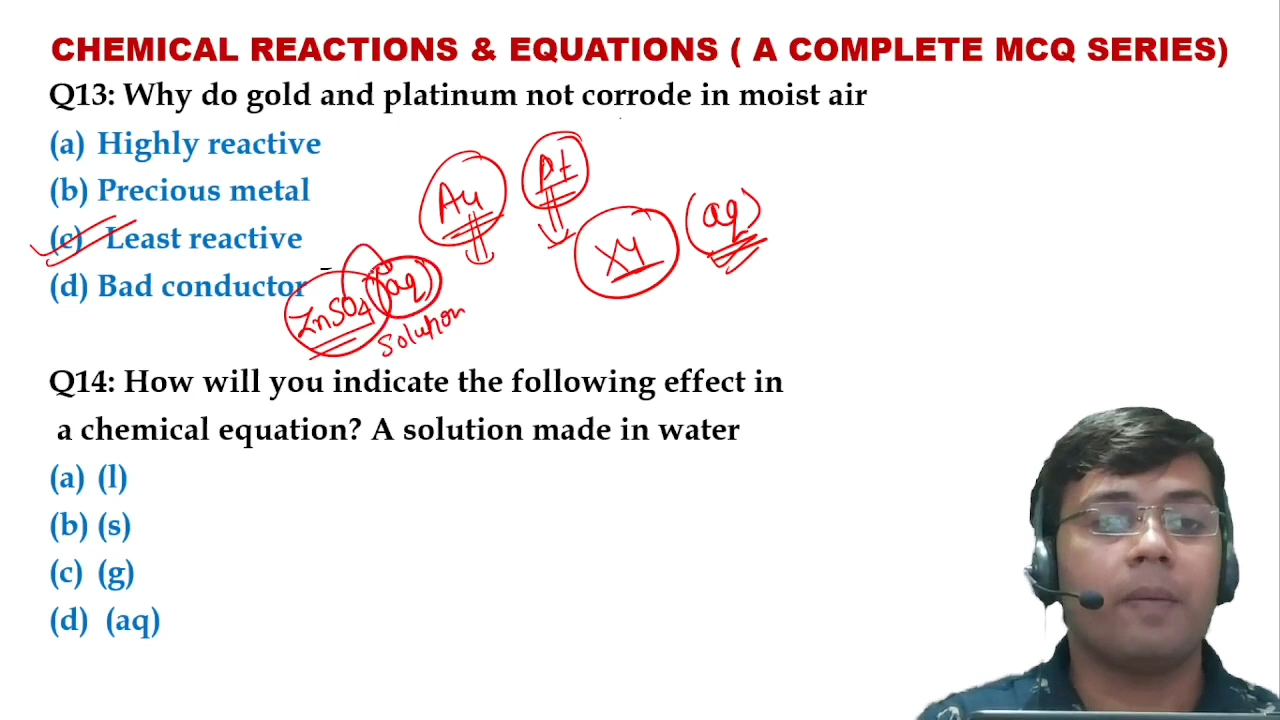 CHEMICAL REACTIONS & EQUATIONS ( A COMPLETE MCQ SERIES)
Q13: Why do gold and platinum not corrode in moist air
(a) Highly reactive
(b) Precious metal
(c) Least reactive
(d) Bad conductor
Au
Pt
XY
(aq)
ZnSO4
(aq)
Solution
Q14: How will you indicate the following effect in
a chemical equation? A solution made in water
(a) (l)
(b) (s)
(c) (g)
(d) (aq)